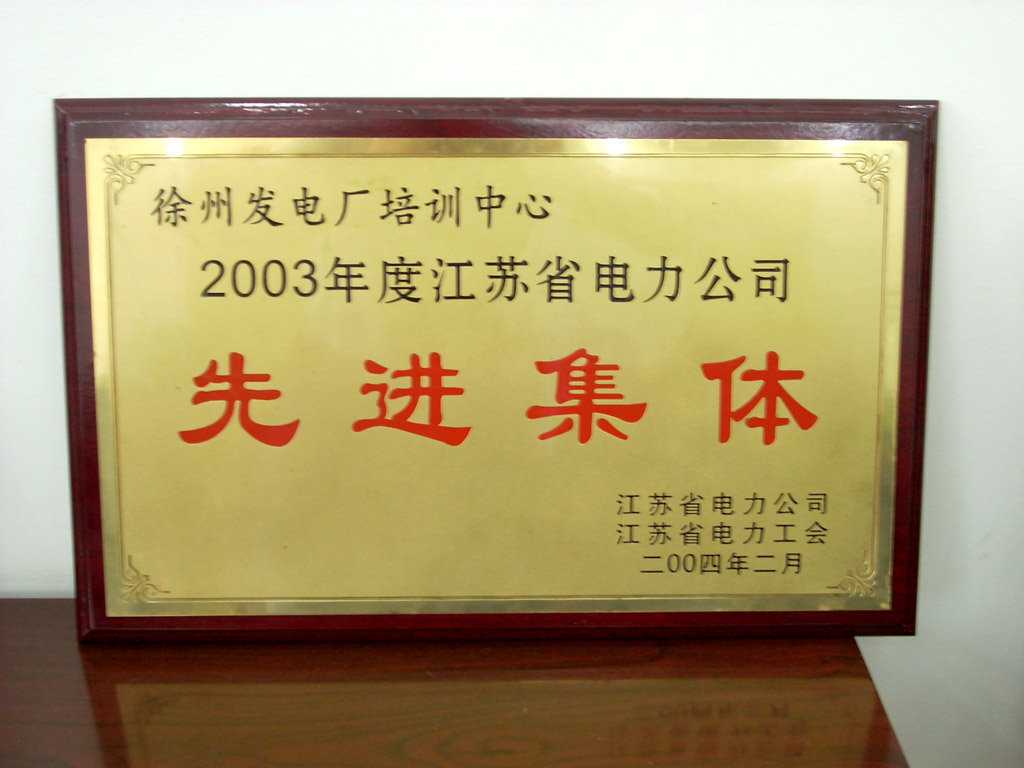 徐州发电厂培训中心
2003年度江苏省电力公司
先进集体
江苏省电力公司
江苏省电力工会
二00四年二月